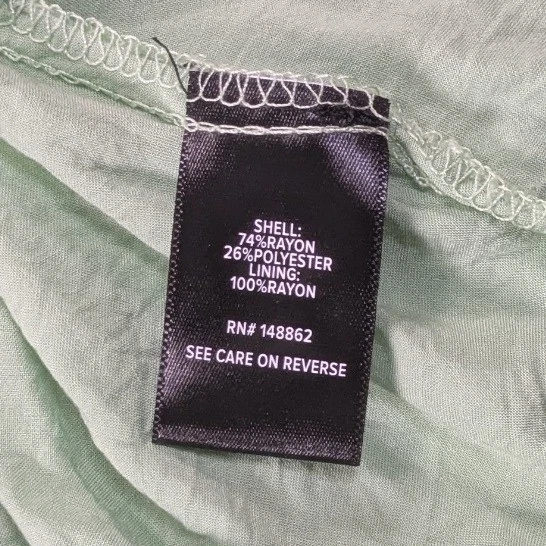 SHELL:
74%RAYON
26%POLYESTER
LINING:
100%RAYON
RN# 148862
SEE CARE ON REVERSE